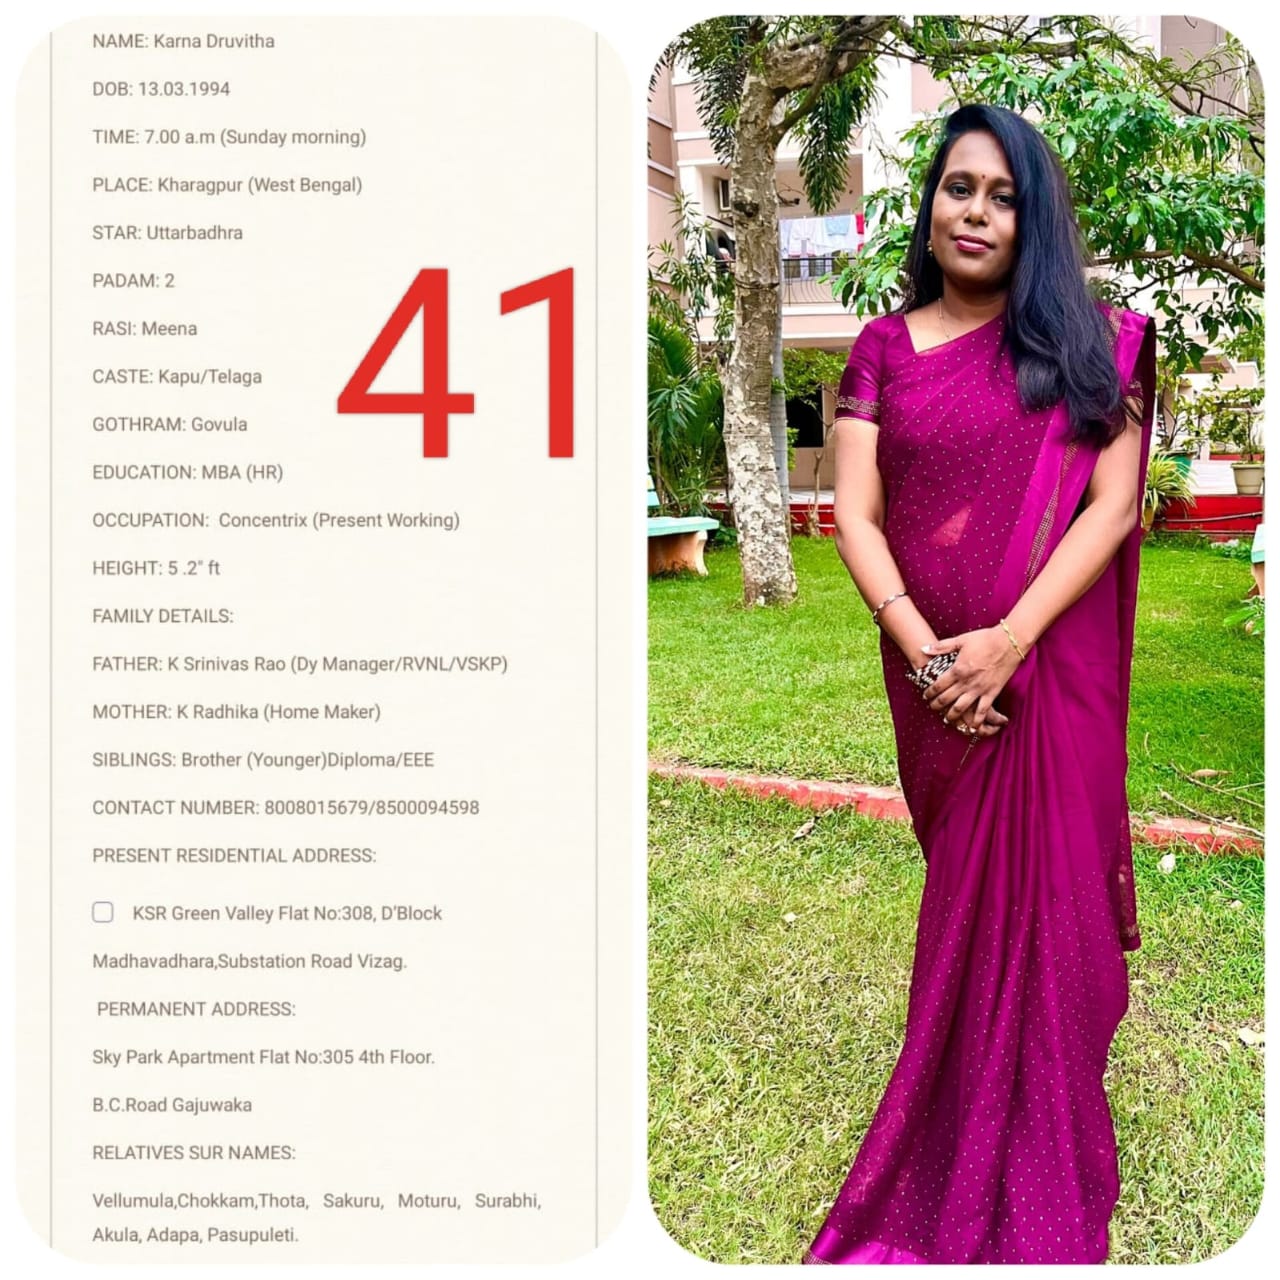 NAME: Karna Druvitha
DOB: 13.03.1994
TIME: 7.00 a.m (Sunday morning)
PLACE: Kharagpur (West Bengal)
STAR: Uttarbadhra
PADAM: 2
RASI: Meena
CASTE: Kapu/Telaga
GOTHRAM: Govula
EDUCATION: MBA (HR)
OCCUPATION:  Concentrix (Present Working)
HEIGHT: 5 .2" ft
FAMILY DETAILS:
FATHER: K Srinivas Rao (Dy Manager/RVNL/VSKP)
MOTHER: K Radhika (Home Maker)
SIBLINGS: Brother (Younger)Diploma/EEE
CONTACT NUMBER: 8008015679/8500094598
PRESENT RESIDENTIAL ADDRESS:
KSR Green Valley Flat No:308, D'Block
Madhavadhara,Substation Road Vizag.
PERMANENT ADDRESS:
Sky Park Apartment Flat No:305 4th Floor.
B.C.Road Gajuwaka
RELATIVES SUR NAMES:
Vellumula,Chokkam,Thota, Sakuru, Moturu, Surabhi,
Akula, Adapa, Pasupuleti.
41